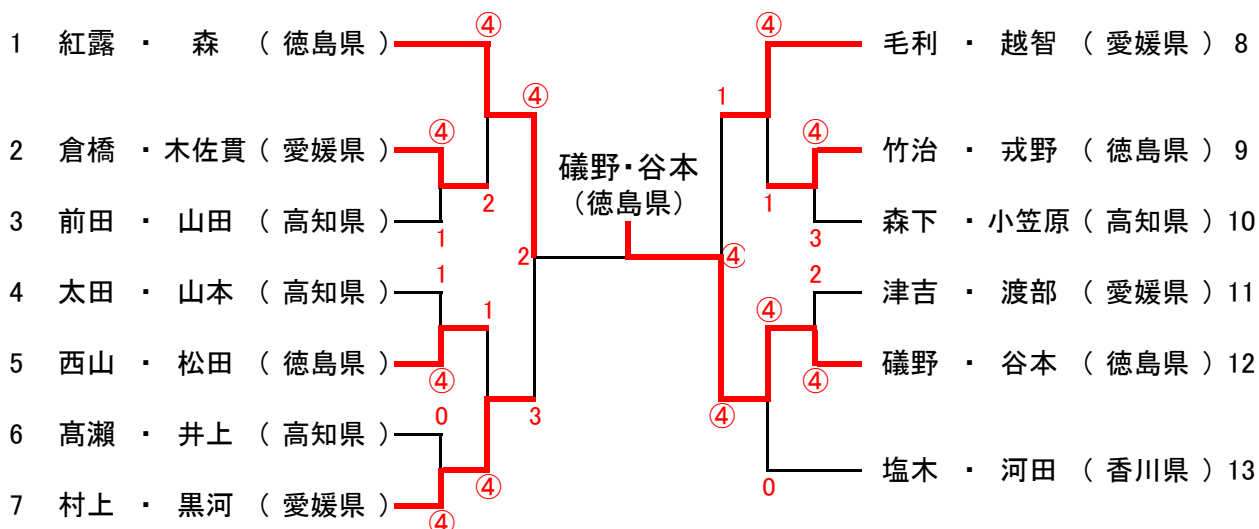 ④
④
1 紅露 ・ 森 ( 徳島県 )
毛利 ・ 越智 ( 愛媛県 ) 8
④
1
④
④
2 倉橋 ・ 木佐貫 ( 愛媛県 )
竹治 ・ 戎野 ( 徳島県 ) 9
礒野・谷本
(徳島県)
2
1
3 前田 ・ 山田 ( 高知県 )
森下 ・ 小笠原 ( 高知県 ) 10
1
3
2
④
1
2
4 太田 ・ 山本 ( 高知県 )
津吉 ・ 渡部 ( 愛媛県 ) 11
1
④
5 西山 ・ 松田 ( 徳島県 )
礒野 ・ 谷本 ( 徳島県 ) 12
④
④
0
3
④
6 髙瀨 ・ 井上 ( 高知県 )
塩木 ・ 河田 ( 香川県 ) 13
④
0
7 村上 ・ 黒河 ( 愛媛県 )
④